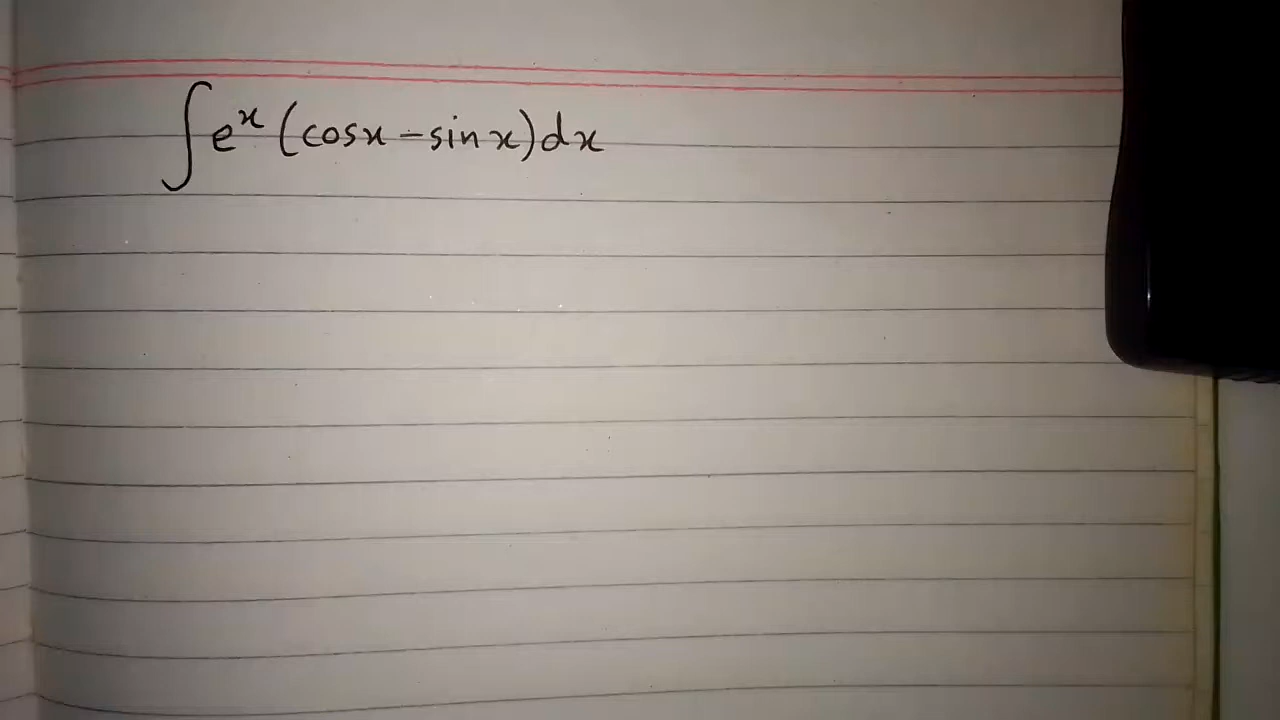 ∫eˣ (cosx – sin x) dx